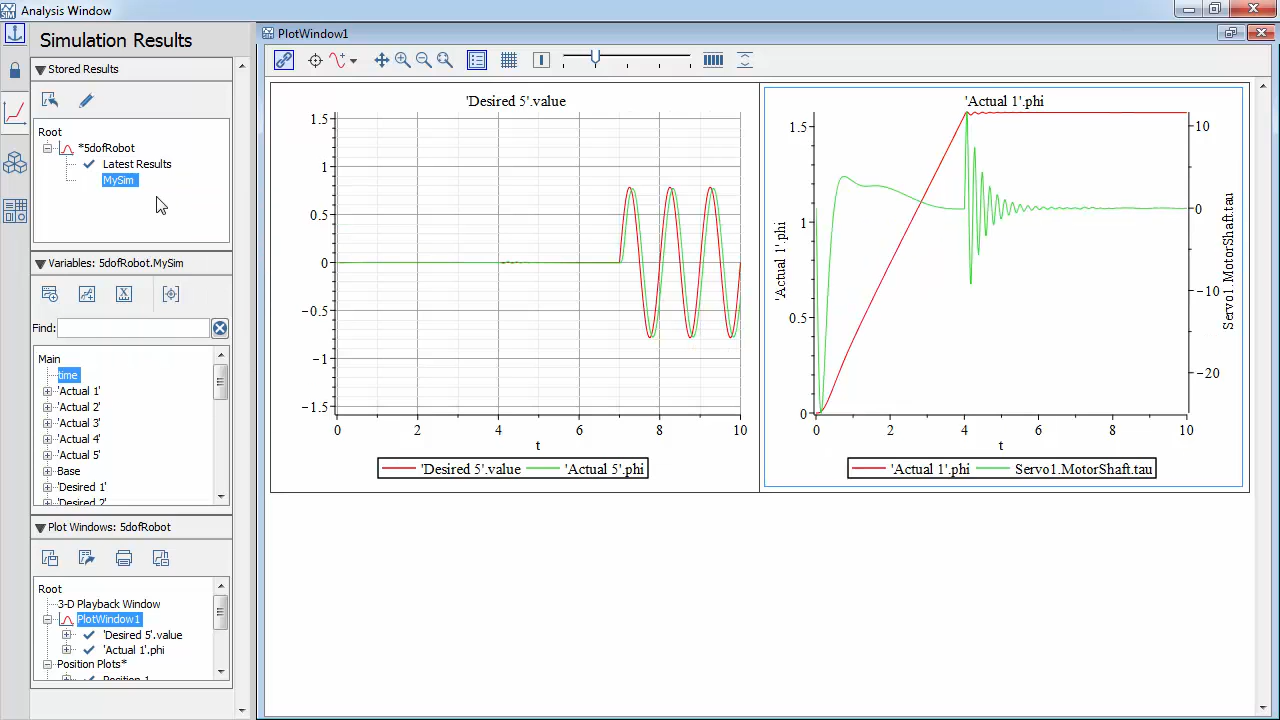 Analysis Window
Simulation Results
Stored Results
Root
*5dofRobot
Latest Results
MySim
Variables: 5dofRobot.MySim
Find:
Main
time
'Actual 1'
'Actual 2'
'Actual 3'
'Actual 4'
'Actual 5'
Base
'Desired 1'
'Desired 2'
Plot Windows: 5dofRobot
Root
3-D Playback Window
PlotWindow1
'Desired 5'.value
'Actual 1'.phi
Position Plots*
Position 1
PlotWindow1
'Desired 5'.value
1.5
1
0.5
0
−0.5
−1
−1.5
0 2 4 6 8 10
t
'Desired 5'.value 'Actual 5'.phi
'Actual 1'.phi
1.5
1
0.5
0
'Actual 1'.phi
10
0
−10
−20
Servo1.MotorShaft.tau
0 2 4 6 8 10
t
'Actual 1'.phi Servo1.MotorShaft.tau